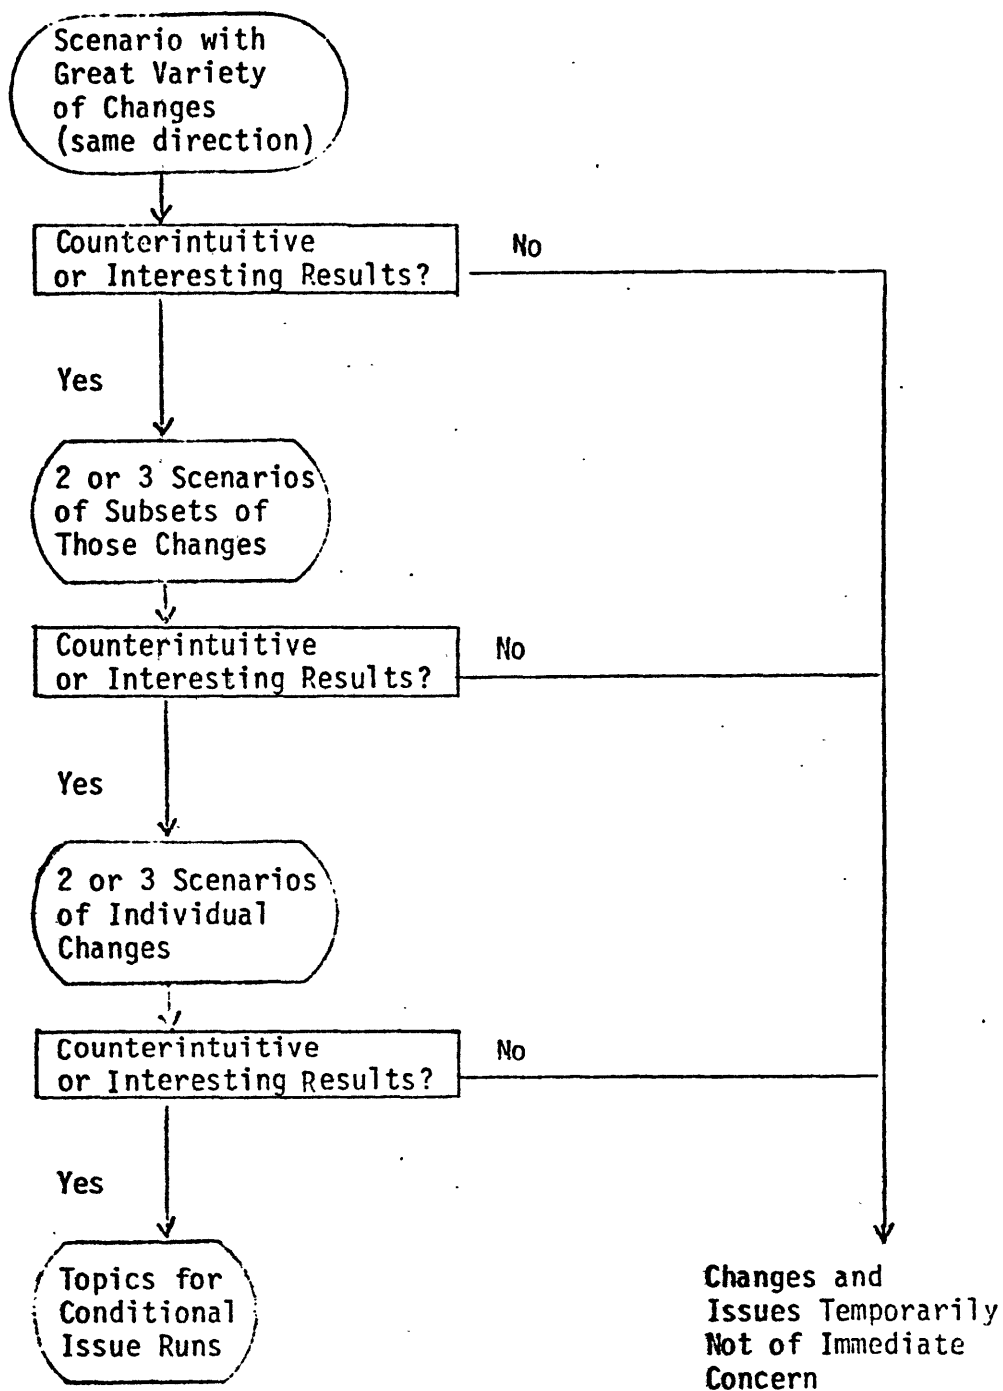 Scenario with
Great Variety
of Changes
(same direction)
Counterintuitive
or Interesting Results?
No
Yes
2 or 3 Scenarios
of Subsets of
Those Changes
Counterintuitive
or Interesting Results?
No
Yes
2 or 3 Scenarios
of Individual
Changes
Counterintuitive
or Interesting Results?
No
Yes
Topics for
Conditional
Issue Runs
Changes and
Issues Temporarily
Not of Immediate
Concern